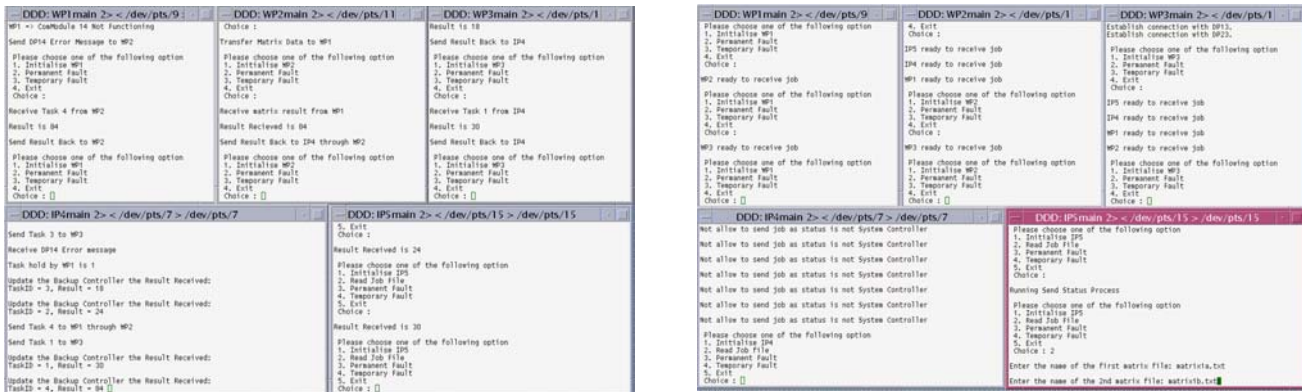 DDD: WP1main 2> < /dev/pts/9
WP1 => ComModule 14 Not Functioning
Send DP14 Error Message to WP2
Please choose one of the following option
1. Initialise WP1
2. Permanent Fault
3. Temporary Fault
4. Exit
Choice :
Receive Task 4 from WP2
Result is 84
Send Result Back to WP2
Please choose one of the following option
1. Initialise WP1
2. Permanent Fault
3. Temporary Fault
4. Exit
Choice :
DDD: WP2main 2> < /dev/pts/11
Choice :
Transfer Matrix Data to WP1
Please choose one of the following option
1. Initialise WP2
2. Permanent Fault
3. Temporary Fault
4. Exit
Choice :
Receive matrix result from WP1
Result Recieved is 84
Send Result Back to IP4 through WP2
Please choose one of the following option
1. Initialise WP2
2. Permanent Fault
3. Temporary Fault
4. Exit
Choice :
DDD: WP3main 2> < /dev/pts/1
Result is 18
Send Result Back to IP4
Please choose one of the following option
1. Initialise WP3
2. Permanent Fault
3. Temporary Fault
4. Exit
Choice :
Receive Task 1 from IP4
Result is 30
Send Result Back to IP4
Please choose one of the following option
1. Initialise WP3
2. Permanent Fault
3. Temporary Fault
4. Exit
Choice :
DDD: IP4main 2> < /dev/pts/7 > /dev/pts/7
Send Task 3 to WP3
Receive DP14 Error message
Task hold by WP1 is 1
Update the Backup Controller the Result Received:
TaskID = 3, Result = 18
Update the Backup Controller the Result Received:
TaskID = 2, Result = 24
Send Task 4 to WP1 through WP2
Send Task 1 to WP3
Update the Backup Controller the Result Received:
TaskID = 1, Result = 30
Update the Backup Controller the Result Received:
TaskID = 4, Result = 84
DDD: IP5main 2> < /dev/pts/15 > /dev/pts/15
5. Exit
Choice :
Result Received is 24
Please choose one of the following option
1. Initialise IP5
2. Read Job File
3. Permanent Fault
4. Temporary Fault
5. Exit
Choice :
Result Received is 30
Please choose one of the following option
1. Initialise IP5
2. Read Job File
3. Permanent Fault
4. Temporary Fault
5. Exit
Choice :
DDD: WP1main 2> < /dev/pts/9
Please choose one of the following option
1. Initialise WP1
2. Permanent Fault
3. Temporary Fault
4. Exit
Choice :
WP2 ready to receive job
Please choose one of the following option
1. Initialise WP1
2. Permanent Fault
3. Temporary Fault
4. Exit
Choice :
WP3 ready to receive job
Please choose one of the following option
1. Initialise WP1
2. Permanent Fault
3. Temporary Fault
4. Exit
Choice :
DDD: WP2main 2> < /dev/pts/1
4. Exit
Choice :
IP5 ready to receive job
IP4 ready to receive job
WP1 ready to receive job
Please choose one of the following option
1. Initialise WP2
2. Permanent Fault
3. Temporary Fault
4. Exit
Choice :
WP3 ready to receive job
Please choose one of the following option
1. Initialise WP2
2. Permanent Fault
3. Temporary Fault
4. Exit
Choice :
DDD: WP3main 2> < /dev/pts/1
Establish connection with DP13.
Establish connection with DP23.
Please choose one of the following option
1. Initialise WP3
2. Permanent Fault
3. Temporary Fault
4. Exit
Choice :
IP5 ready to receive job
IP4 ready to receive job
WP1 ready to receive job
WP2 ready to receive job
Please choose one of the following option
1. Initialise WP3
2. Permanent Fault
3. Temporary Fault
4. Exit
Choice :
DDD: IP4main 2> < /dev/pts/7 > /dev/pts/7
Not allow to send job as status is not System Controller
Not allow to send job as status is not System Controller
Not allow to send job as status is not System Controller
Not allow to send job as status is not System Controller
Not allow to send job as status is not System Controller
Not allow to send job as status is not System Controller
Not allow to send job as status is not System Controller
Please choose one of the following option
1. Initialise IP4
2. Read Job File
3. Permanent Fault
4. Temporary Fault
5. Exit
Choice :
DDD: IP5main 2> < /dev/pts/15 > /dev/pts/15
Please choose one of the following option
1. Initialise IP5
2. Read Job File
3. Permanent Fault
4. Temporary Fault
5. Exit
Choice :
Running Send Status Process
Please choose one of the following option
1. Initialise IP5
2. Read Job File
3. Permanent Fault
4. Temporary Fault
5. Exit
Choice : 2
Enter the name of the first matrix file: matrixia.txt
Enter the name of the 2nd matrix file: matrixib.txt